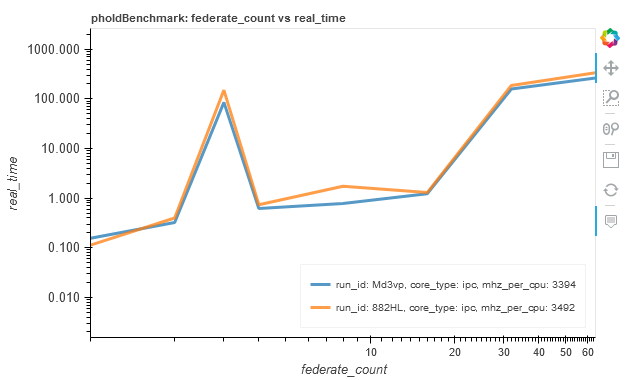 pholdBenchmark: federate_count vs real_time
1000.000
100.000
10.000
1.000
0.100
0.010
real_time
run_id: Md3vp, core_type: ipc, mhz_per_cpu: 3394
run_id: 882HL, core_type: ipc, mhz_per_cpu: 3492
10 20 30 40 50 60
federate_count